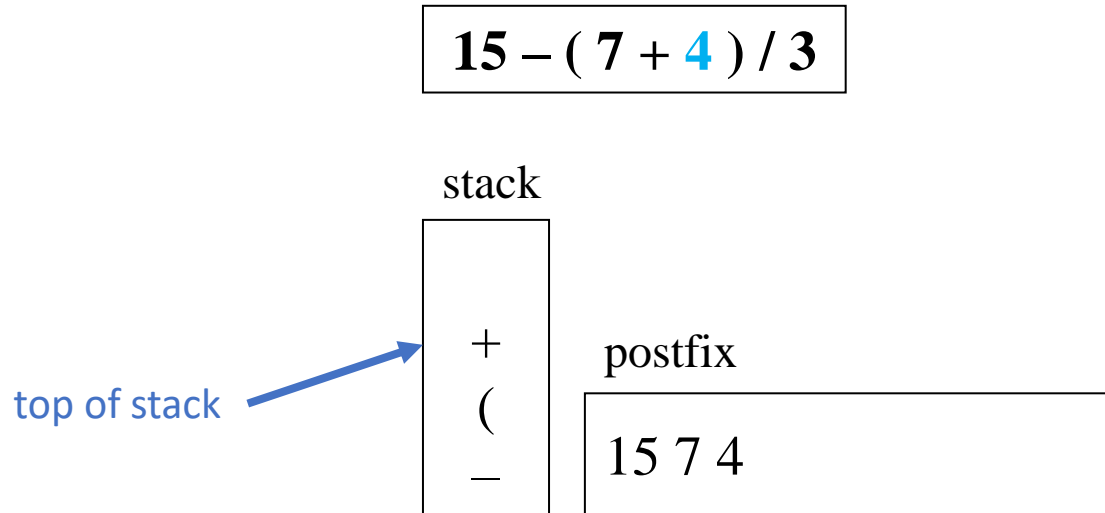 15 – ( 7 + 4 ) / 3
stack
+
postfix
top of stack
(
15 7 4
–